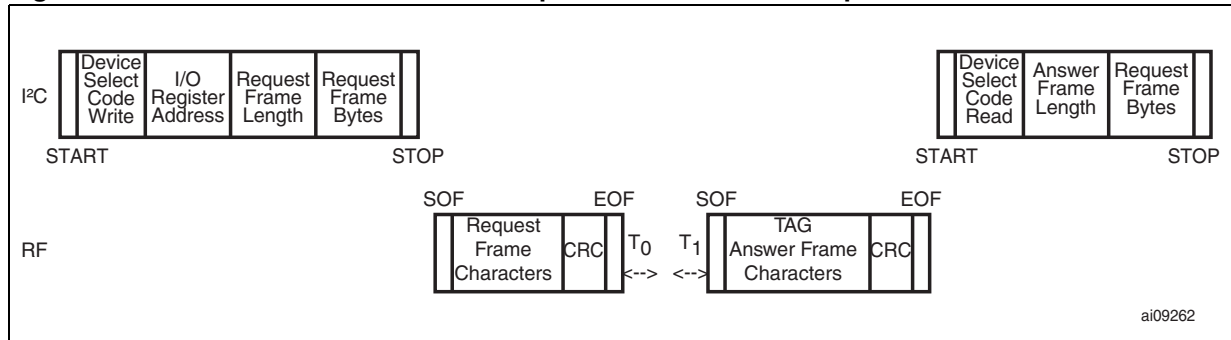 I²C
Device Select Code Write
I/O Register Address
Request Frame Length
Request Frame Bytes
Device Select Code Read
Answer Frame Length
Request Frame Bytes
START
STOP
START
STOP
SOF
EOF
SOF
EOF
RF
Request Frame Characters
CRC
T0
<-->
T1
<-->
TAG Answer Frame Characters
CRC
ai09262